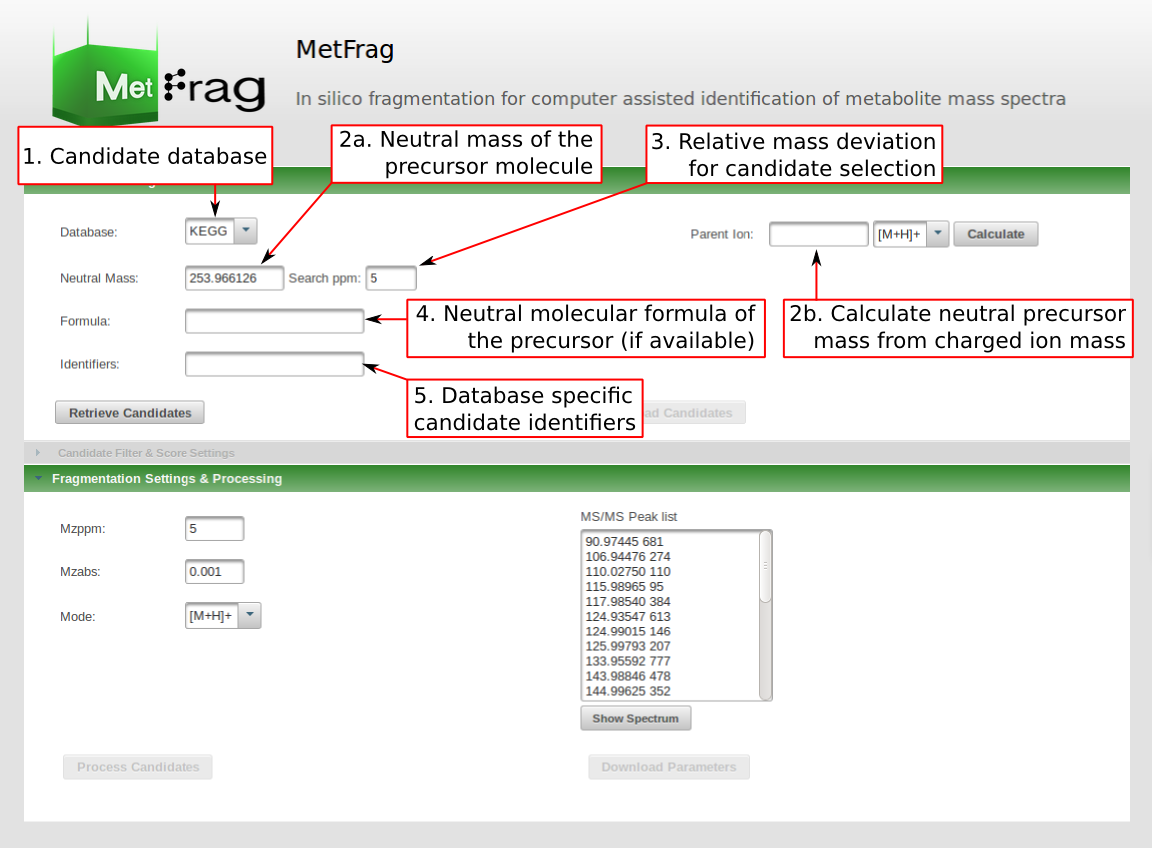 MetFrag
MetFrag
In silico fragmentation for computer assisted identification of metabolite mass spectra
1. Candidate database
2a. Neutral mass of the
precursor molecule
3. Relative mass deviation
for candidate selection
Database:
KEGG
Parent Ion:
[M+H]+
Calculate
Neutral Mass:
253.966126
Search ppm:
5
Formula:
4. Neutral molecular formula of
the precursor (if available)
2b. Calculate neutral precursor
mass from charged ion mass
Identifiers:
5. Database specific
candidate identifiers
Retrieve Candidates
ad Candidates
Candidate Filter & Score Settings
Fragmentation Settings & Processing
Mzppm:
5
Mzabs:
0.001
Mode:
[M+H]+
MS/MS Peak list
90.97445 681
106.94476 274
110.02750 110
115.98965 95
117.98540 384
124.93547 613
124.99015 146
125.99793 207
133.95592 777
143.98846 478
144.99625 352
Show Spectrum
Process Candidates
Download Parameters